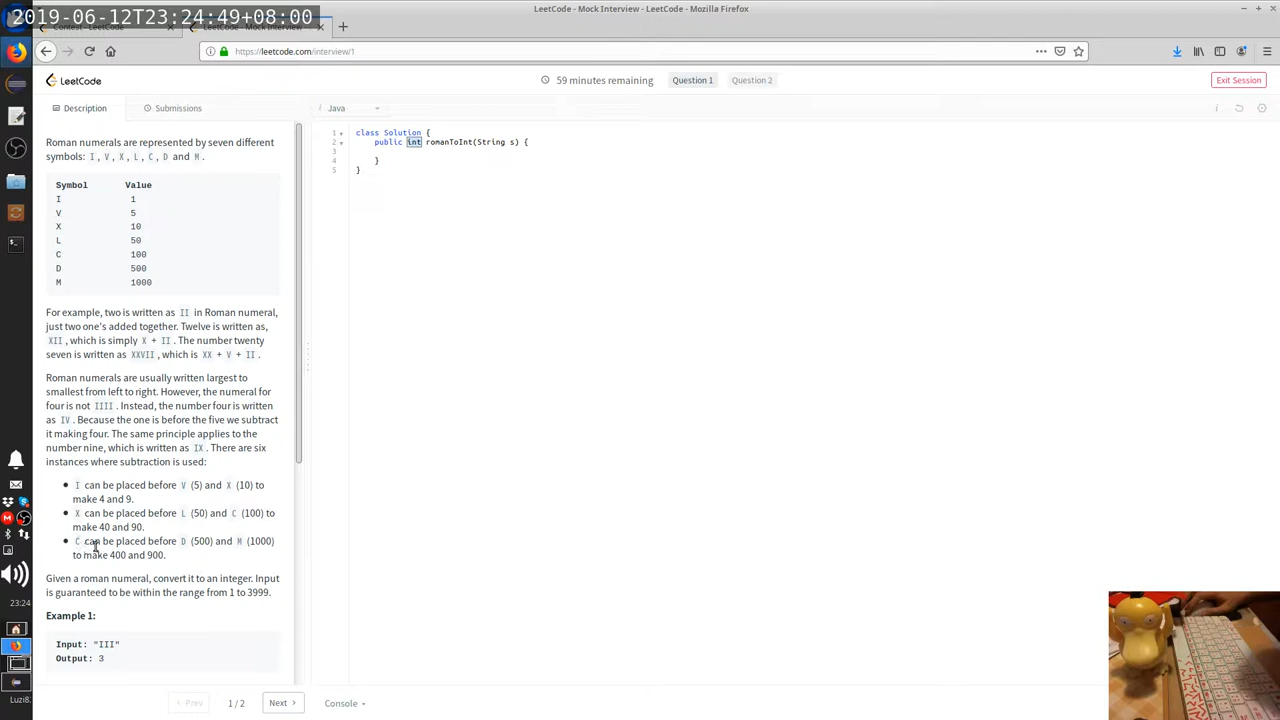 2019-06-12T23:24:49+08:00
LeetCode - Mock Interview - LeetCode - Mozilla Firefox
Contest - LeetCode
LeetCode - Mock Interview
https://leetcode.com/interview/1
LeetCode
59 minutes remaining
Question 1
Question 2
Exit Session
Description
Submissions
Java
Roman numerals are represented by seven different
symbols: I, V, X, L, C, D and M.
Symbol Value
I 1
V 5
X 10
L 50
C 100
D 500
M 1000
For example, two is written as II in Roman numeral,
just two one's added together. Twelve is written as,
XII, which is simply X + II. The number twenty
seven is written as XXVII, which is XX + V + II.
Roman numerals are usually written largest to
smallest from left to right. However, the numeral for
four is not IIII. Instead, the number four is written
as IV. Because the one is before the five we subtract
it making four. The same principle applies to the
number nine, which is written as IX. There are six
instances where subtraction is used:
I can be placed before V (5) and X (10) to
make 4 and 9.
X can be placed before L (50) and C (100) to
make 40 and 90.
C can be placed before D (500) and M (1000)
to make 400 and 900.
Given a roman numeral, convert it to an integer. Input
is guaranteed to be within the range from 1 to 3999.
Example 1:
Input: "III"
Output: 3
1 class Solution {
2 public int romanToInt(String s) {
3
4 }
5 }
Prev
1 / 2
Next
Console
23:24
Luzi8